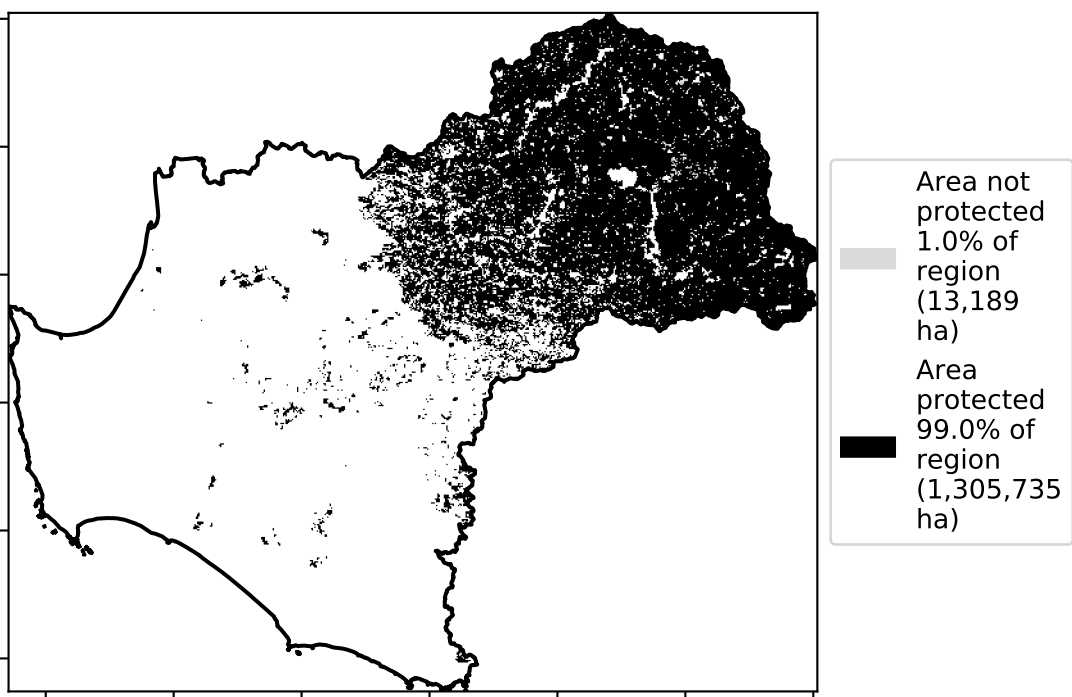 Area not
protected
1.0% of
region
(13,189
ha)
Area
protected
99.0% of
region
(1,305,735
ha)